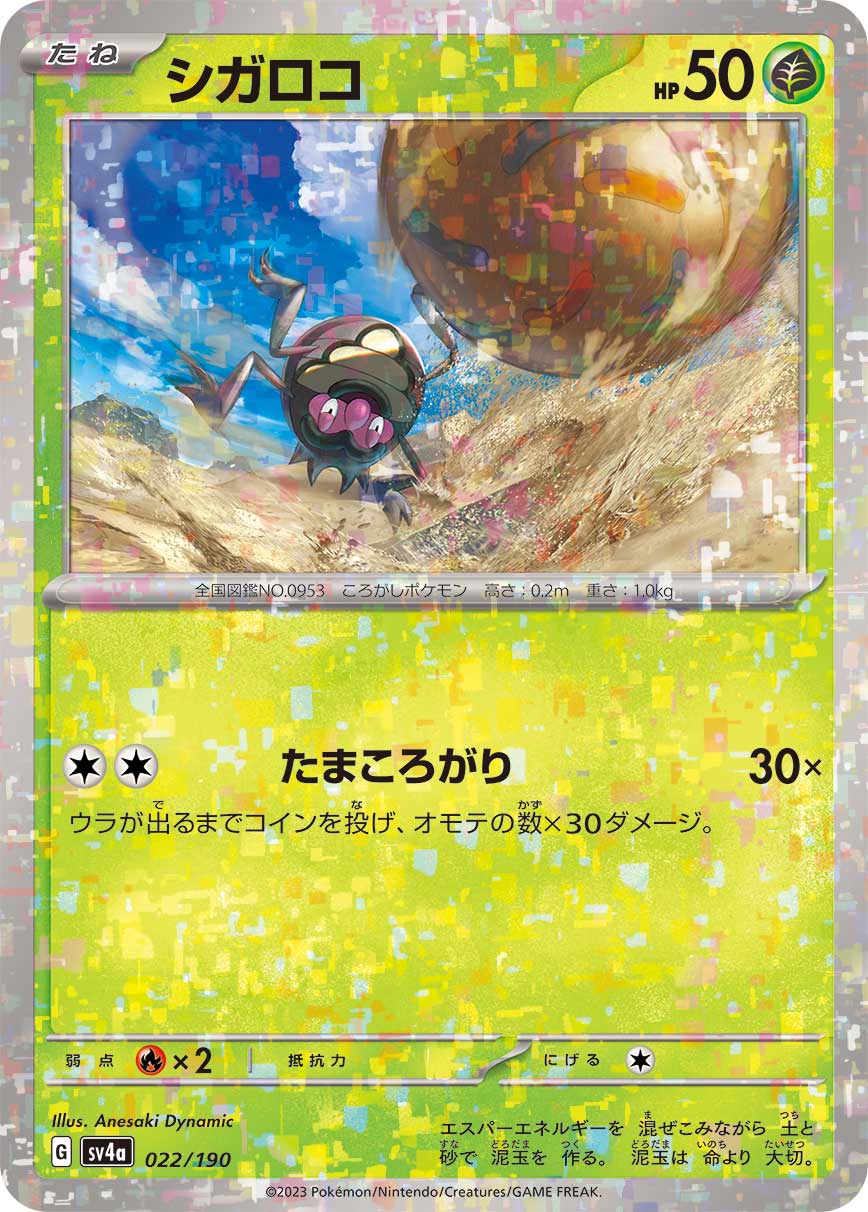 たね シガロコ HP50
全国図鑑NO.0953 ころがしポケモン 高さ：0.2m 重さ：1.0kg
たまころがり 30×
ウラが出るまでコインを投げ、オモテの数×30ダメージ。
弱点 ×2 抵抗力 にげる
Illus. Anesaki Dynamic
エスパーエネルギーを 混ぜこみながら 土と
砂で 泥玉を 作る。 泥玉は 命より 大切。
G sv4a 022/190
©2023 Pokémon/Nintendo/Creatures/GAME FREAK.